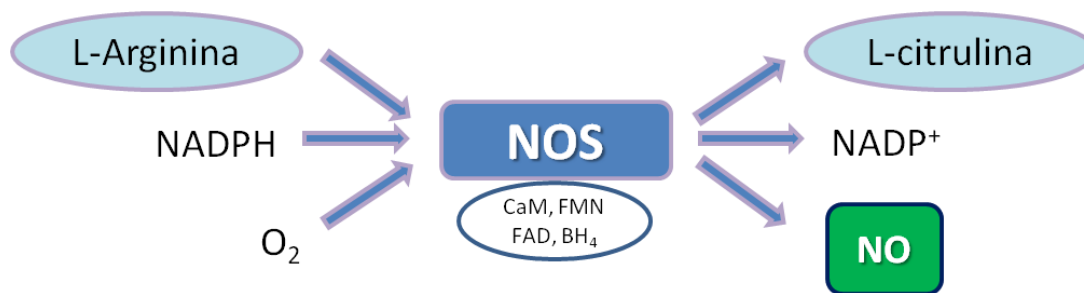 L-Arginina
NADPH
O₂
NOS
CaM, FMN
FAD, BH₄
L-citrulina
NADP⁺
NO